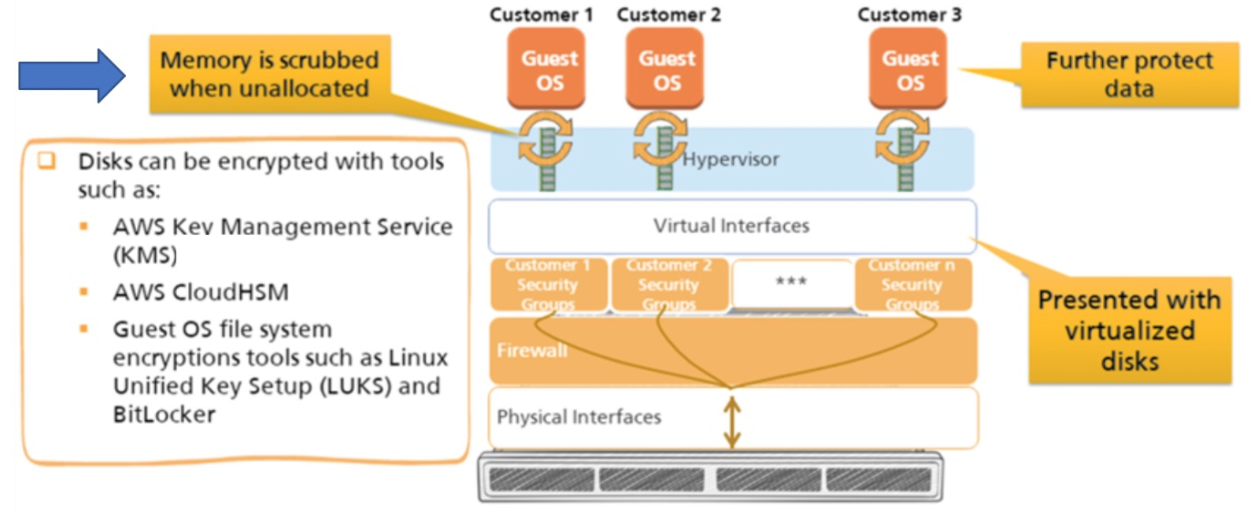 Customer 1
Customer 2
Customer 3
Memory is scrubbed
when unallocated
Guest
OS
Guest
OS
Guest
OS
Further protect
data
Disks can be encrypted with tools
such as:
AWS Kev Management Service
(KMS)
AWS CloudHSM
Guest OS file system
encryptions tools such as Linux
Unified Key Setup (LUKS) and
BitLocker
Hypervisor
Virtual Interfaces
Customer 1
Security
Groups
Customer 2
Security
Groups
***
Customer n
Security
Groups
Presented with
virtualized
disks
Firewall
Physical Interfaces